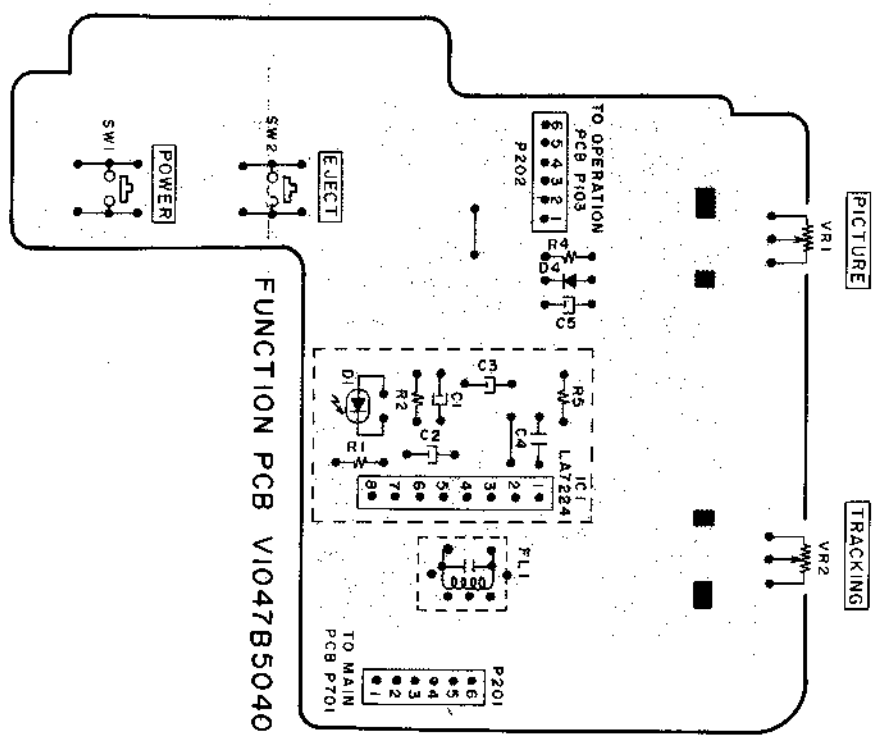 PICTURE
VR1
TRACKING
VR2
TO OPERATION
PCB P103
6 5 4 3 2 1
P202
R4
D4
C5
EJECT
SW2
POWER
SW1
R5
C3
C4
C1
R2
D1
C2
R1
IC1
LA7224
8 7 6 5 4 3 2 1
FL1
P201
1 2 3 4 5 6
TO MAIN
PCB P701
FUNCTION PCB V1047B5040